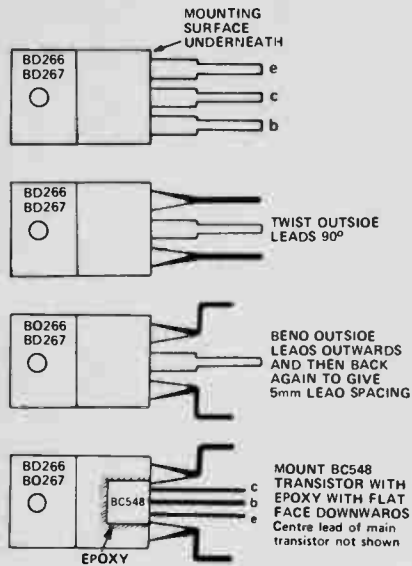 MOUNTING
SURFACE
UNDERNEATH
BD266
BD267
e
c
b
BD266
BD267
TWIST OUTSIOE
LEADS 90º
BO266
BD267
BENO OUTSIDE
LEAOS OUTWARDS
AND THEN BACK
AGAIN TO GIVE
5mm LEAO SPACING
BD266
BO267
BC548
c
b
e
EPOXY
MOUNT BC548
TRANSISTOR WITH
EPOXY WITH FLAT
FACE DOWNWAROS
Centre lead of main
transistor not shown